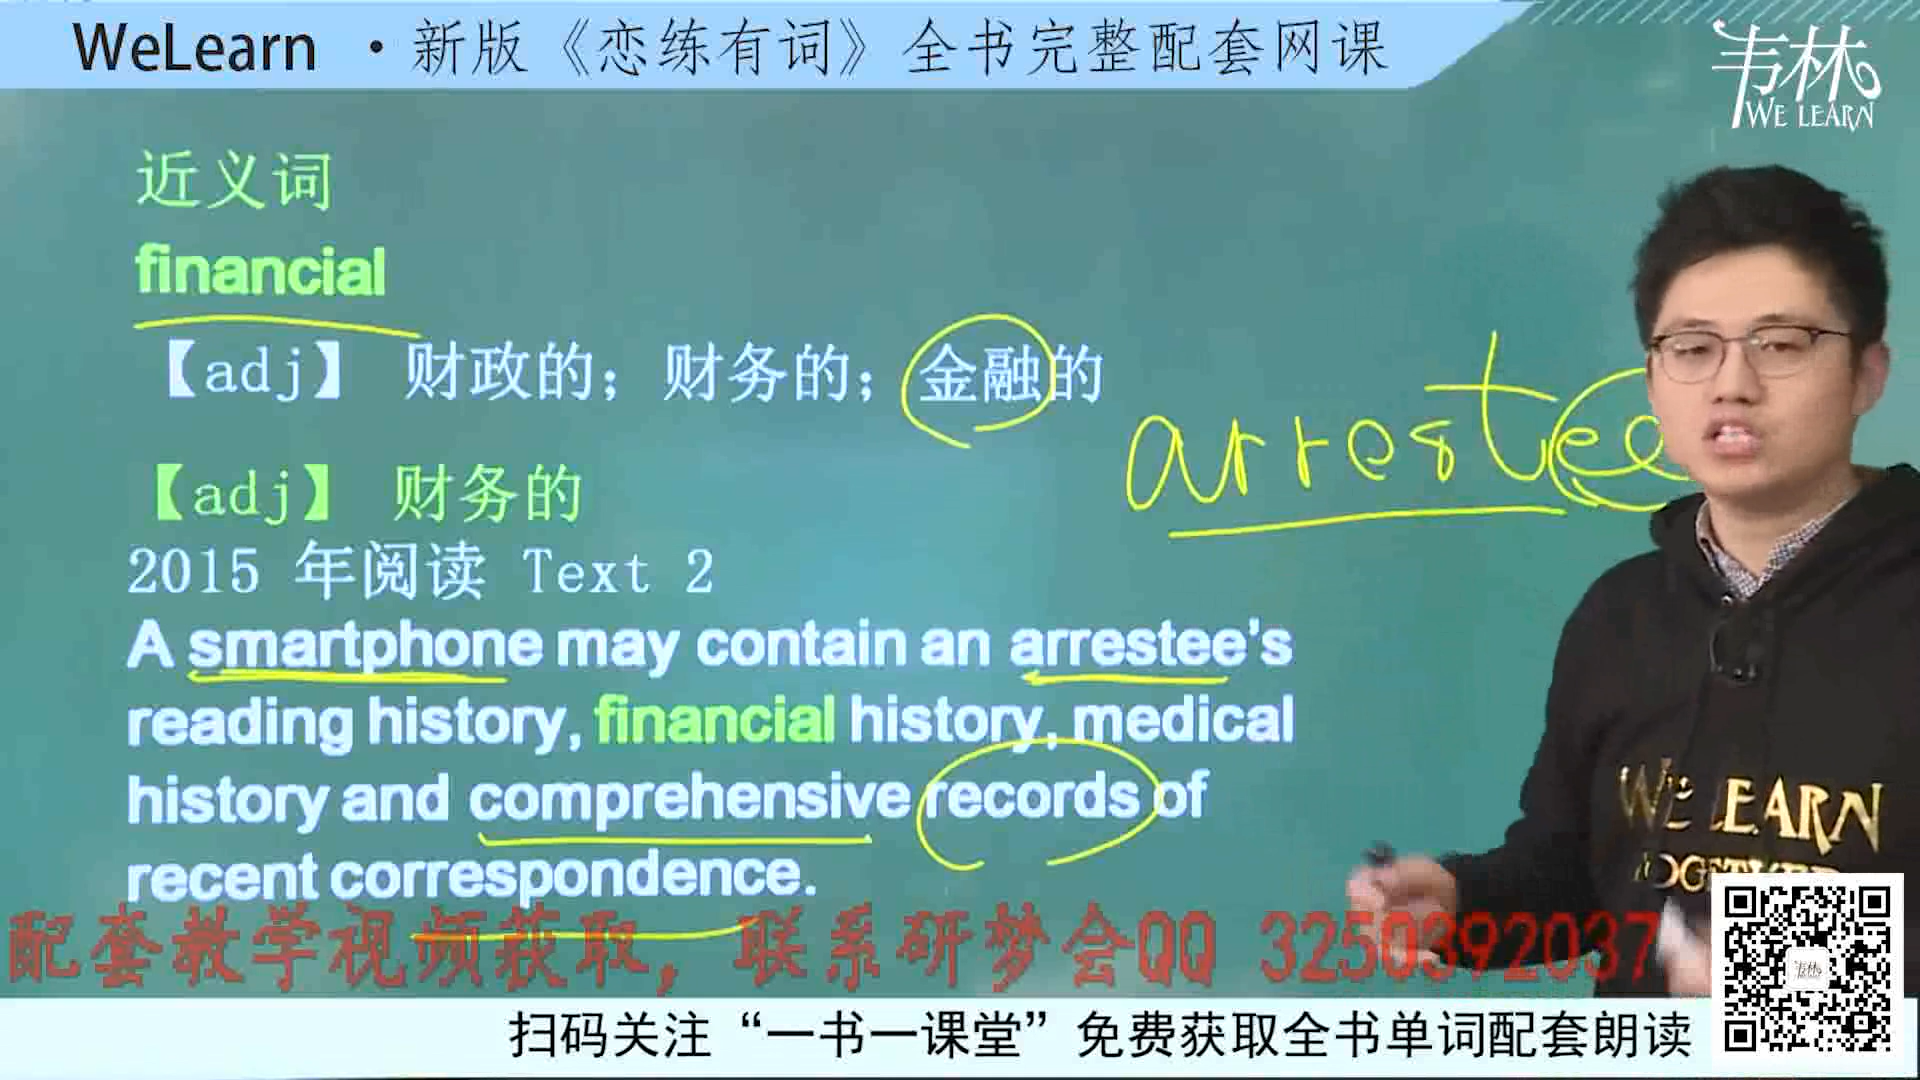 WeLearn ·新版《恋练有词》全书完整配套网课
韦林
WE LEARN
近义词
financial
【adj】 财政的；财务的；金融的
arrestee
【adj】 财务的
2015 年阅读 Text 2
A smartphone may contain an arrestee's
reading history, financial history, medical
history and comprehensive records of
recent correspondence.
WE LEARN
TOGETHER
配套教学视频获取，联系研梦会QQ 3250392037
韦林
扫码关注“一书一课堂”免费获取全书单词配套朗读